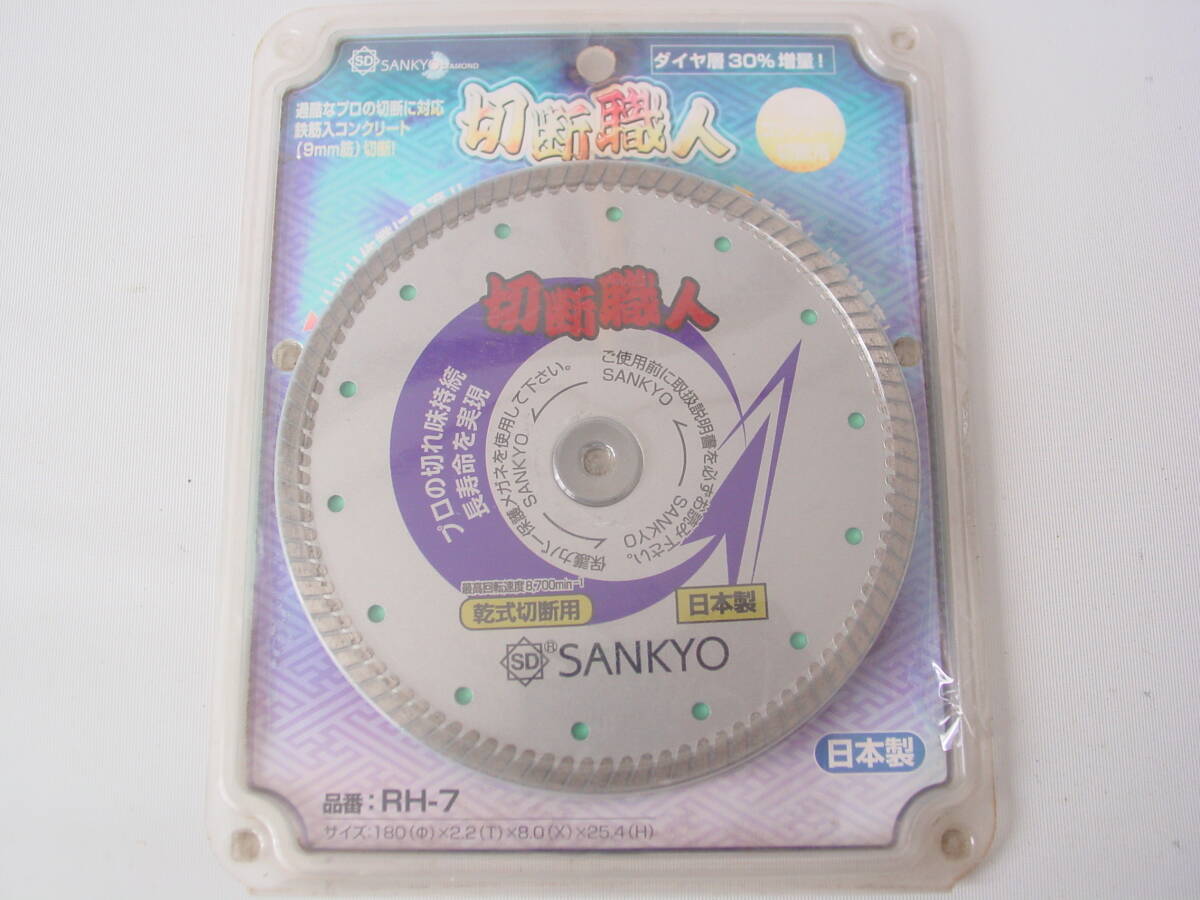 SD SANKYO DIAMOND
ダイヤ層30%増量!
過酷なプロの切断に対応
鉄筋入コンクリート
(9mm筋)切断!
切断職人
切断職人
プロの切れ味持続
長寿命を実現
ご使用前に取扱説明書を必ずお読み下さい。
保護カバー保護メガネを使用して下さい。
SANKYO
SANKYO
SANKYO
最高回転速度8,700min-1
乾式切断用
日本製
SD® SANKYO
日本製
品番:RH-7
サイズ:180(Φ)×2.2(T)×8.0(X)×25.4(H)